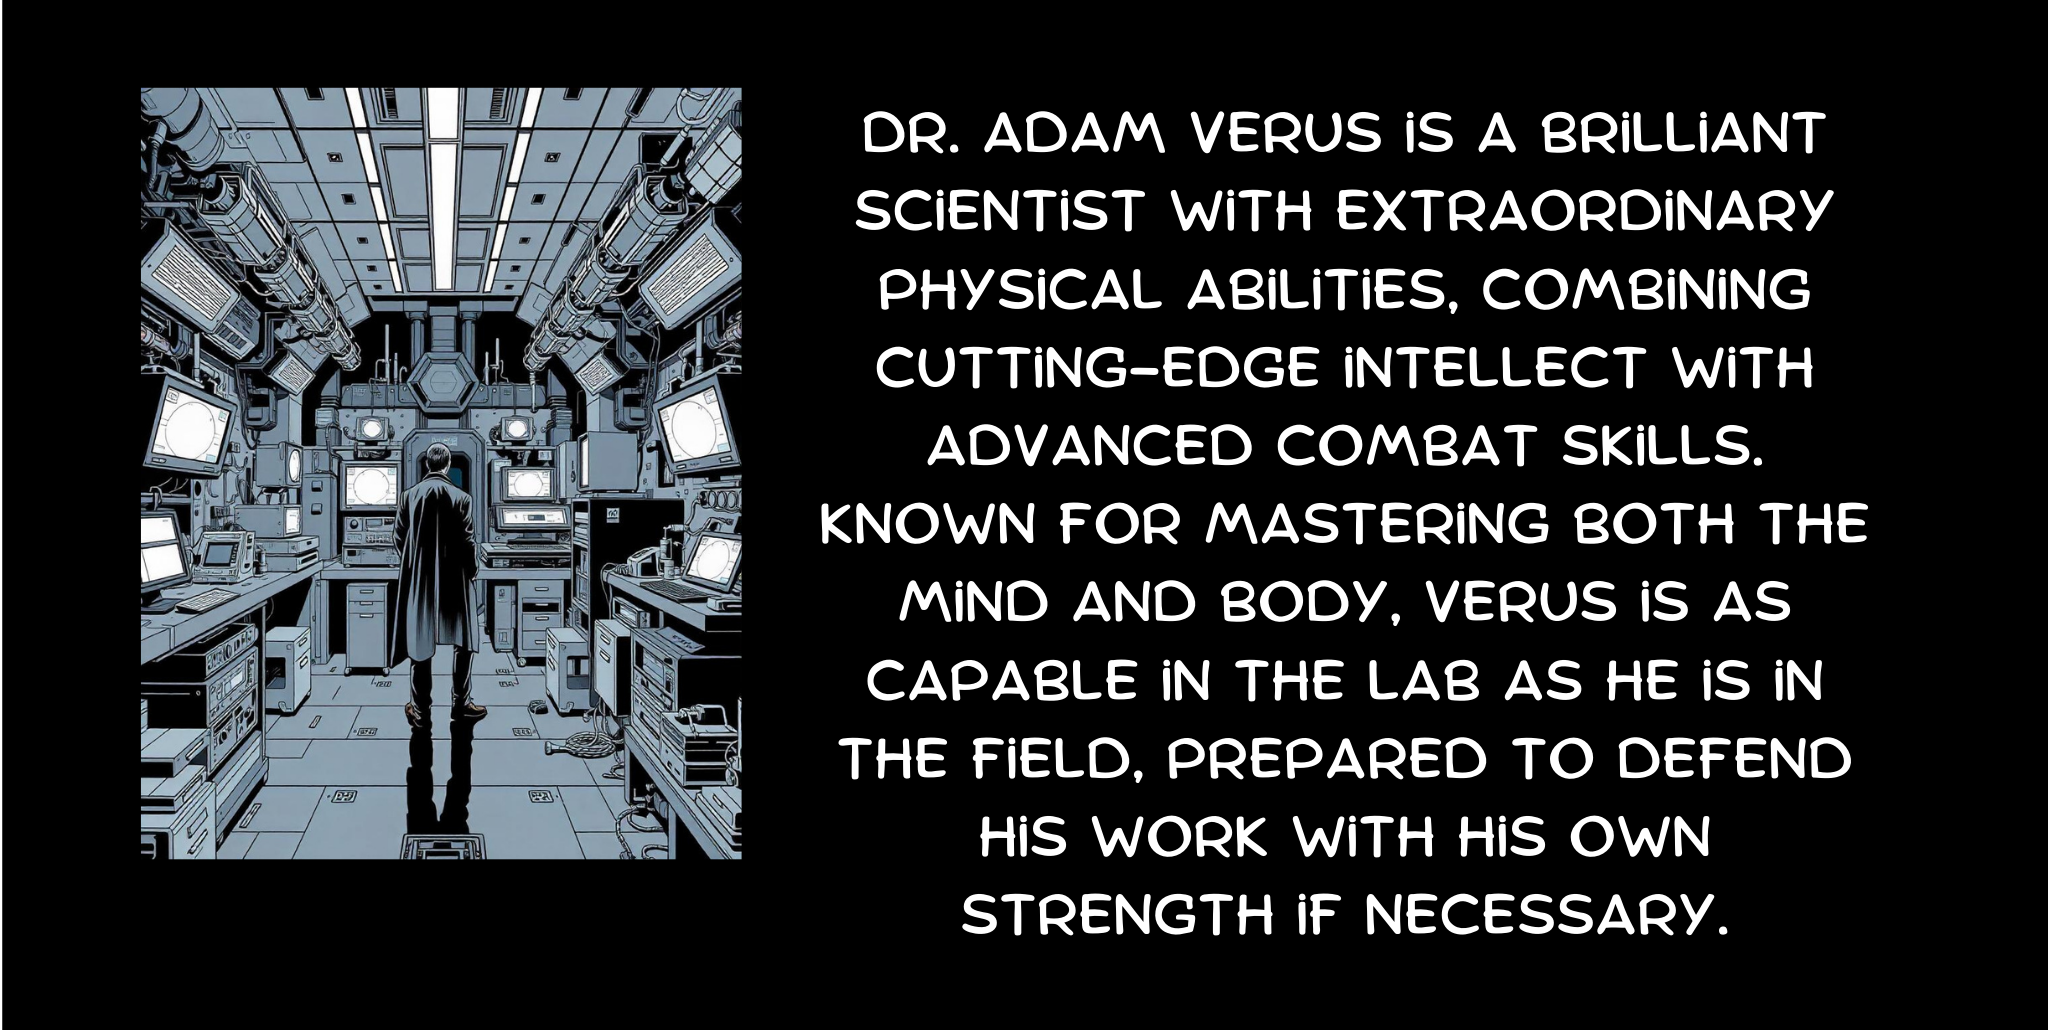 DR. ADAM VERUS iS A BRiLLiANT
SCiENTiST WiTH EXTRAORDiNARY
PHYSiCAL ABiLiTiES, COMBiNiNG
CUTTiNG-EDGE iNTELLECT WiTH
ADVANCED COMBAT SKiLLS.
KNOWN FOR MASTERiNG BOTH THE
MiND AND BODY, VERUS iS AS
CAPABLE iN THE LAB AS HE iS iN
THE FiELD, PREPARED TO DEFEND
HiS WORK WiTH HiS OWN
STRENGTH iF NECESSARY.